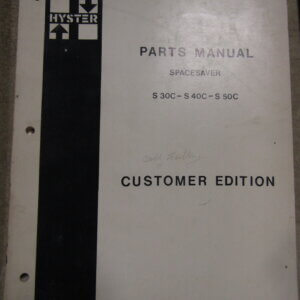 HYSTER
PARTS MANUAL
SPACESAVER
S 30C - S 40C - S 50C
CUSTOMER EDITION